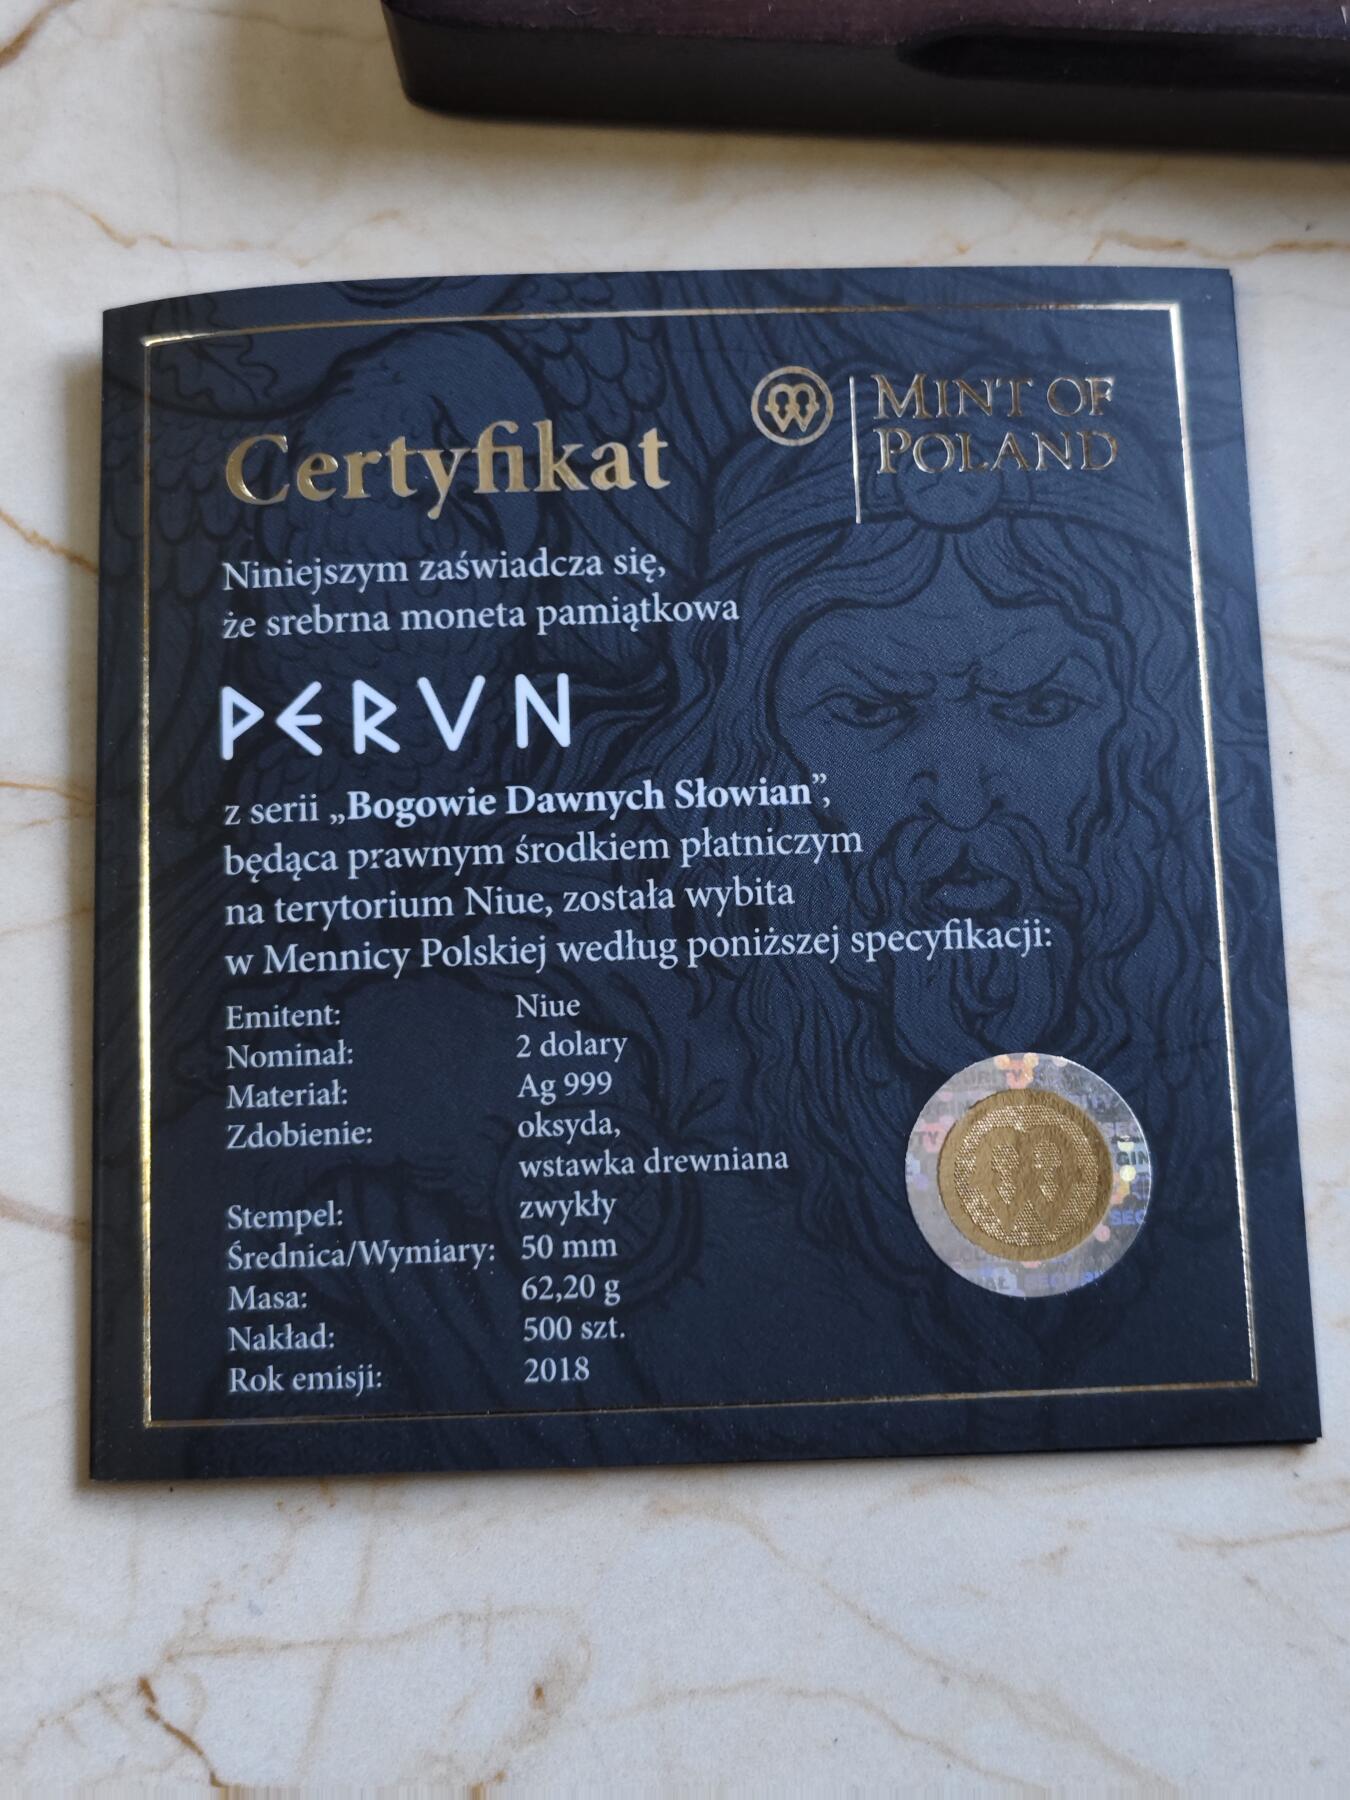 Certyfikat
MINT OF
POLAND
Niniejszym zaświadcza się,
że srebrna moneta pamiątkowa
PERVN
z serii „Bogowie Dawnych Słowian”,
będąca prawnym środkiem płatniczym
na terytorium Niue, została wybita
w Mennicy Polskiej według poniższej specyfikacji:
Emitent: Niue
Nominał: 2 dolary
Materiał: Ag 999
Zdobienie: oksyda,
wstawka drewniana
Stempel: zwykły
Średnica/Wymiary: 50 mm
Masa: 62,20 g
Nakład: 500 szt.
Rok emisji: 2018